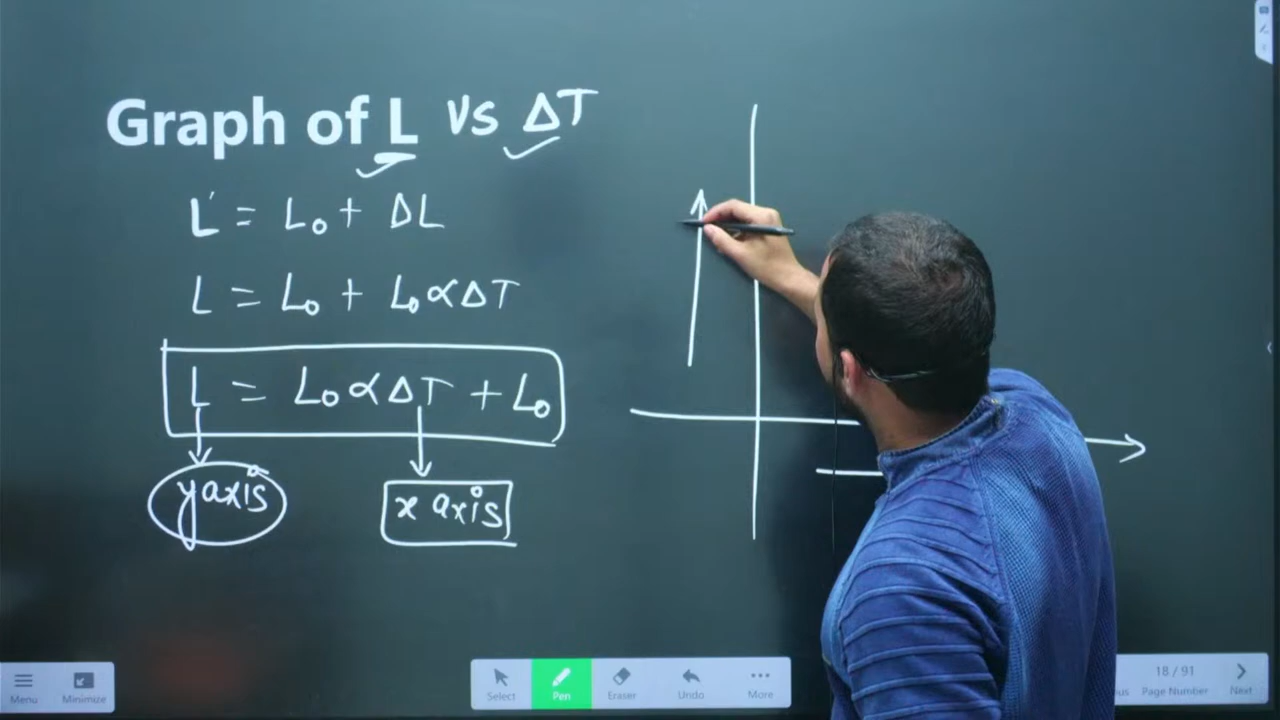 Graph of L vs ΔT
L' = L₀ + ΔL
L = L₀ + L₀αΔT
L = L₀αΔT + L₀
y axis
x axis
Menu
Minimize
Select
Pen
Eraser
Undo
More
18 / 91
Page Number
Next